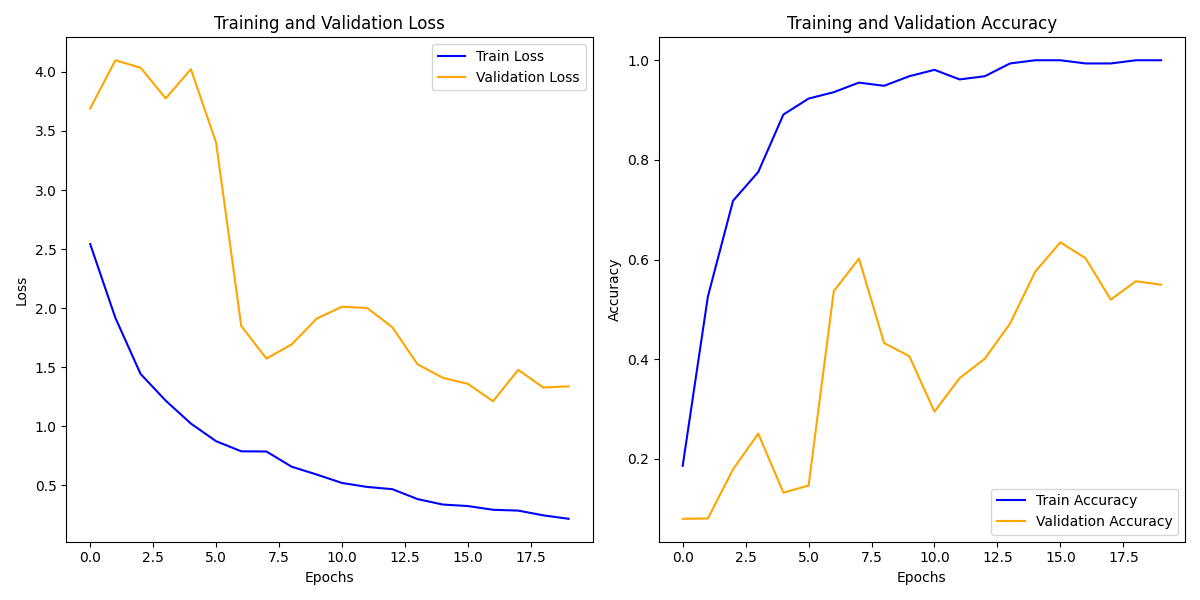 Training and Validation Loss
Train Loss
Validation Loss
4.0
3.5
3.0
2.5
2.0
1.5
1.0
0.5
Loss
0.0 2.5 5.0 7.5 10.0 12.5 15.0 17.5
Epochs
Training and Validation Accuracy
1.0
0.8
0.6
0.4
0.2
Accuracy
Train Accuracy
Validation Accuracy
0.0 2.5 5.0 7.5 10.0 12.5 15.0 17.5
Epochs